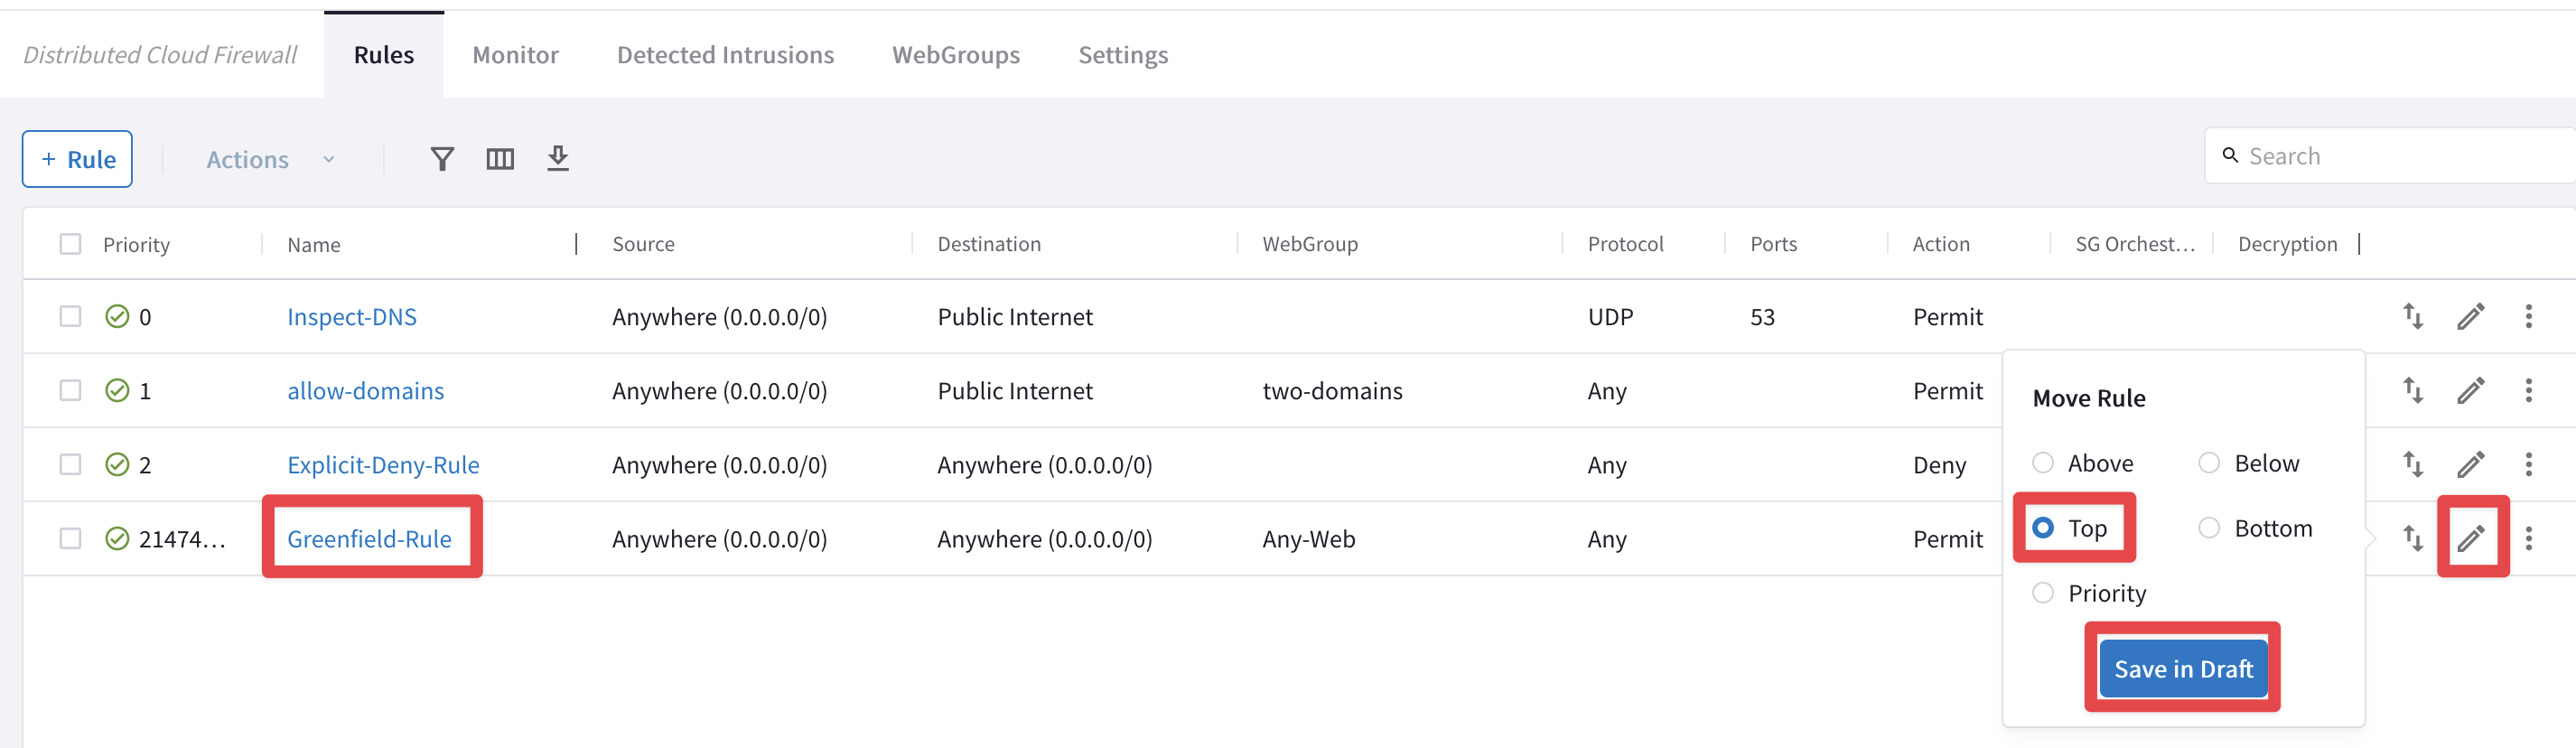 Distributed Cloud Firewall Rules Monitor Detected Intrusions WebGroups Settings
+ Rule Actions Search
Priority Name Source Destination WebGroup Protocol Ports Action SG Orchest... Decryption
0 Inspect-DNS Anywhere (0.0.0.0/0) Public Internet UDP 53 Permit
1 allow-domains Anywhere (0.0.0.0/0) Public Internet two-domains Any Permit
2 Explicit-Deny-Rule Anywhere (0.0.0.0/0) Anywhere (0.0.0.0/0) Any Deny
21474... Greenfield-Rule Anywhere (0.0.0.0/0) Anywhere (0.0.0.0/0) Any-Web Any Permit
Move Rule
Above Below
Top Bottom
Priority
Save in Draft